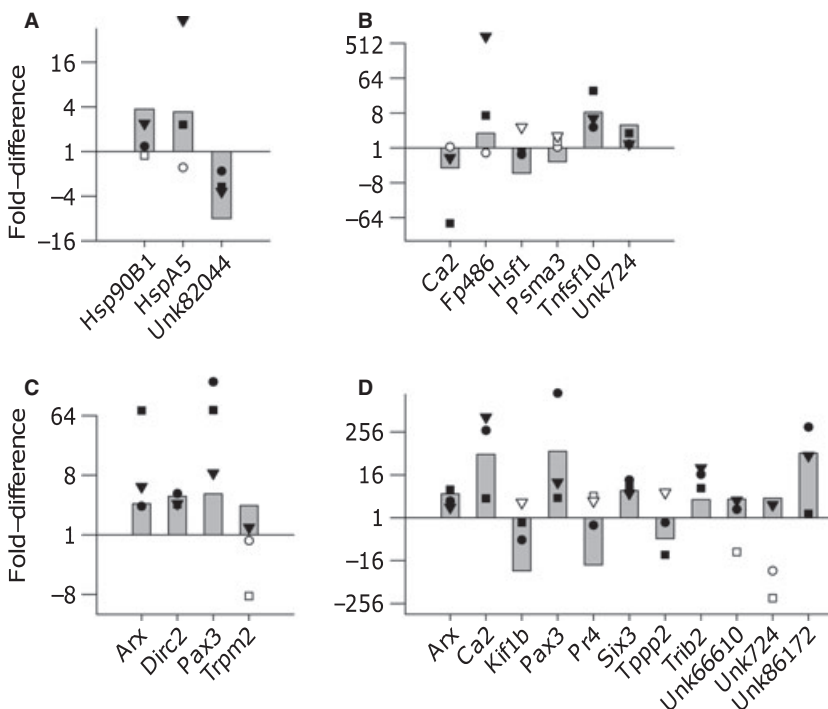 A
Fold–difference
16
4
1
–4
–16
Hsp90B1
HspA5
Unk82044
B
512
64
8
1
–8
–64
Ca2
Fp486
Hsf1
Psma3
Tnfsf10
Unk724
C
Fold–difference
64
8
1
–8
Arx
Dirc2
Pax3
Trpm2
D
256
16
1
–16
–256
Arx
Ca2
Kif1b
Pax3
Pr4
Six3
Tppp2
Trib2
Unk66610
Unk724
Unk86172